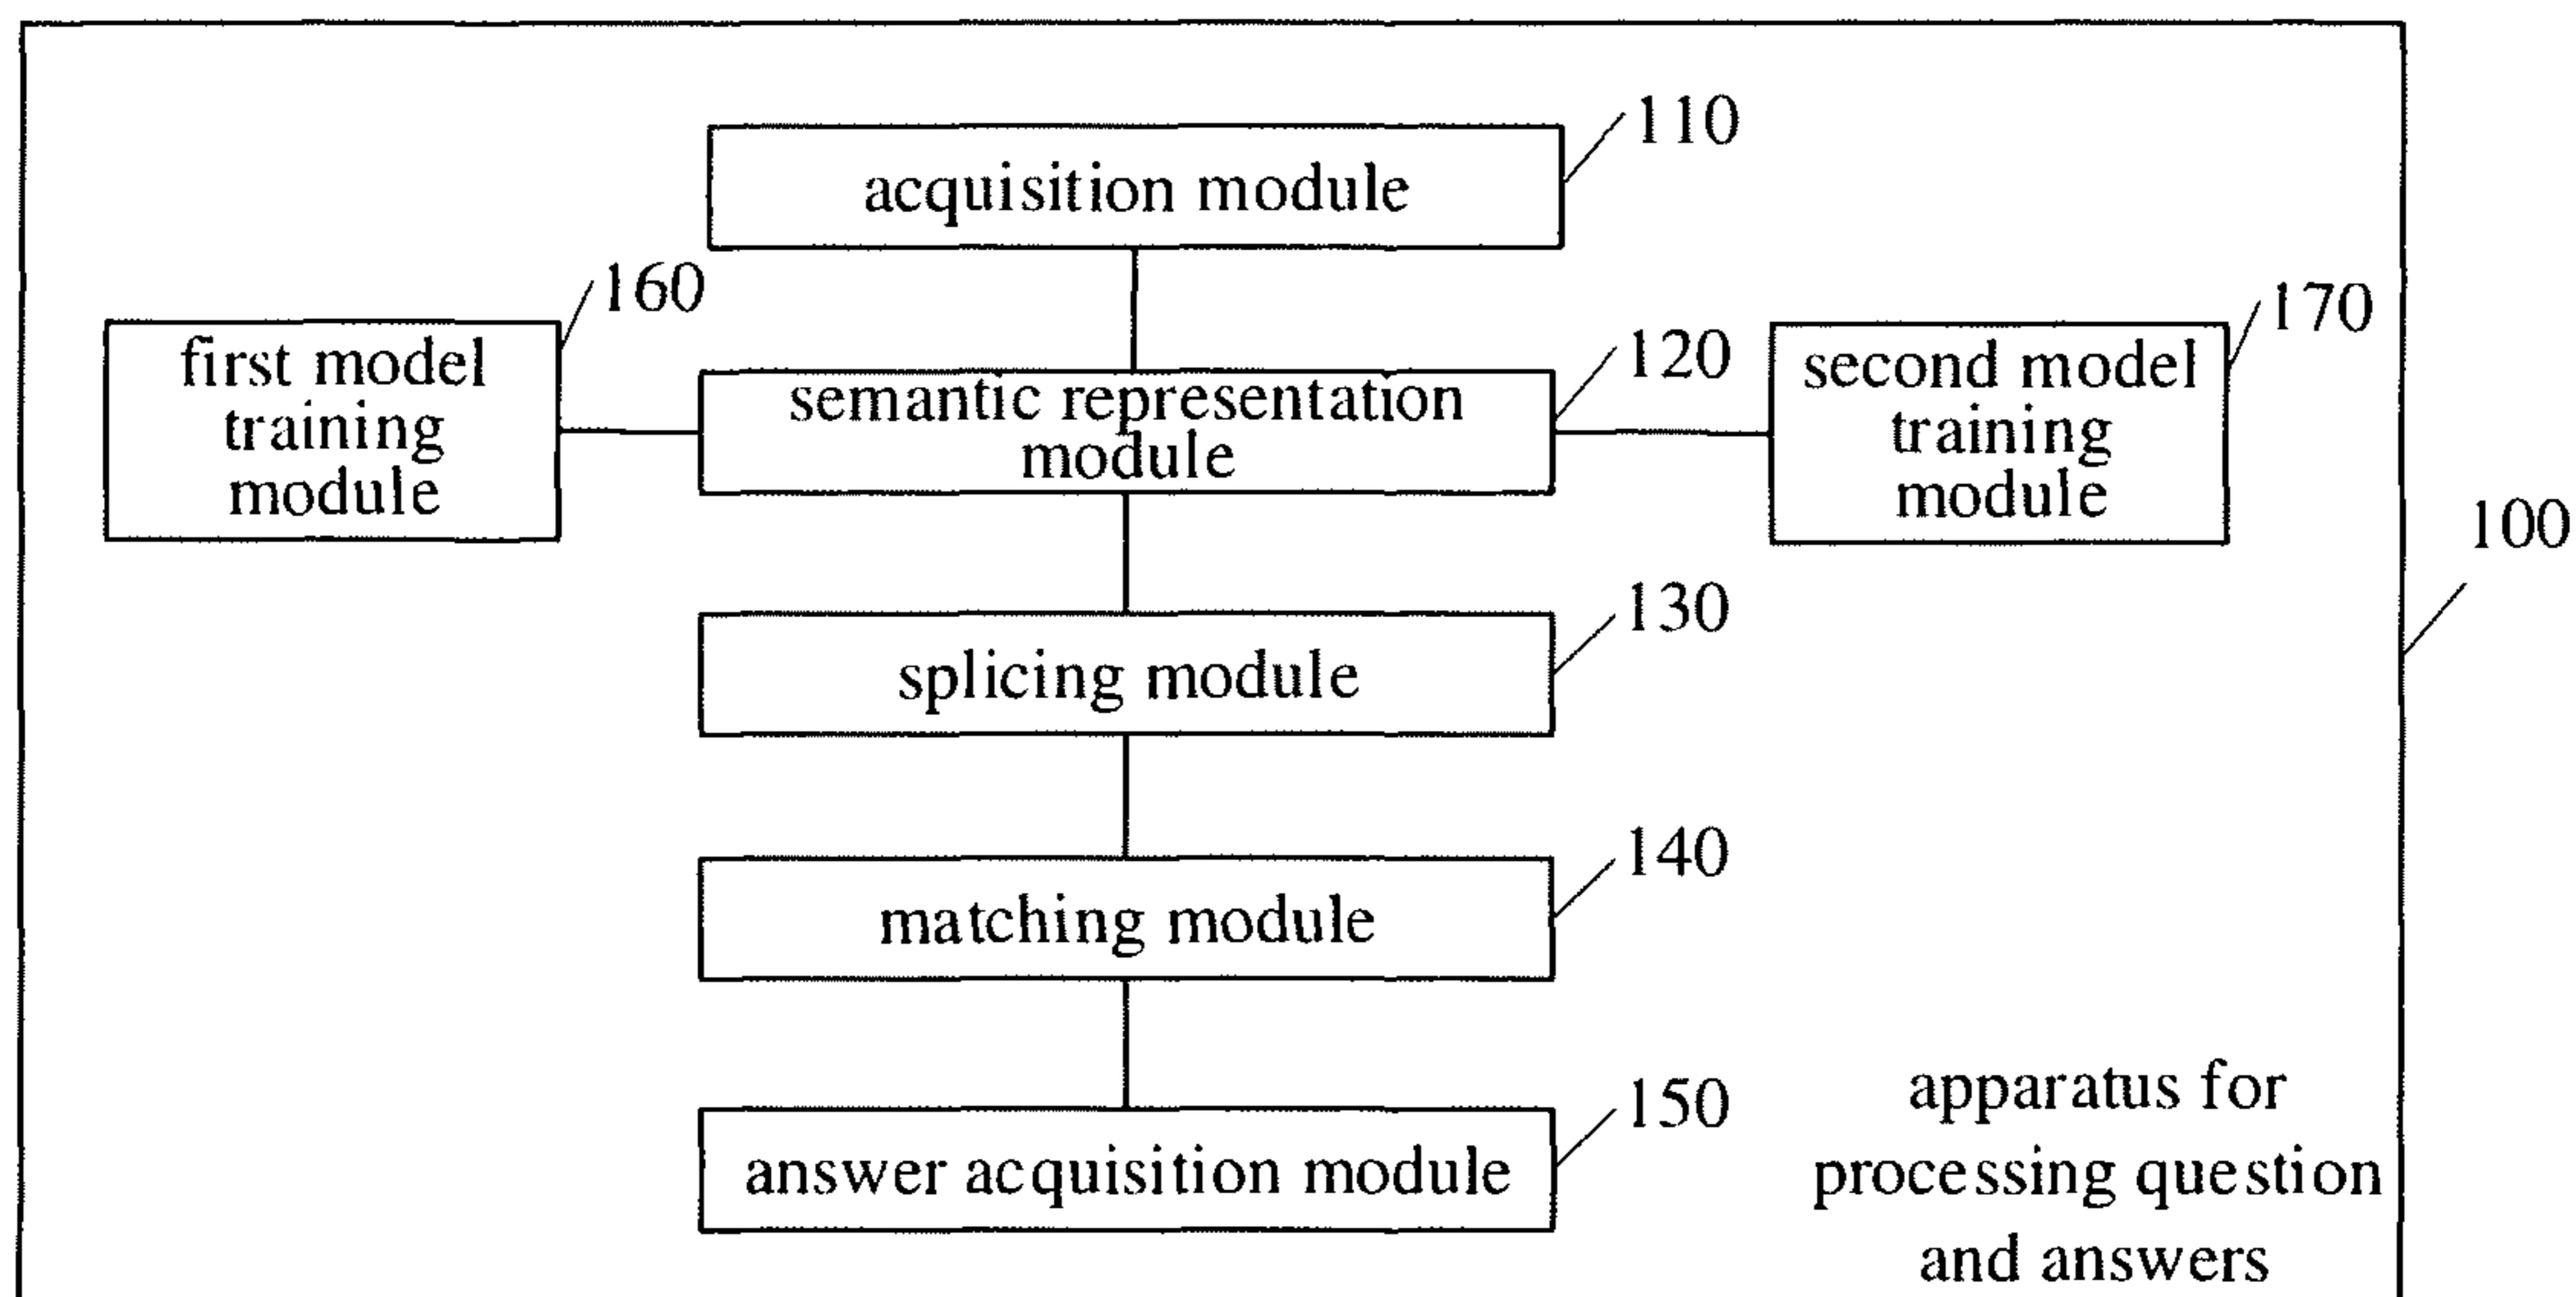 110
acquisition module
160
170
first model
training
module
120
semantic representation
module
second model
training
module
100
130
splicing module
140
matching module
150
answer acquisition module
apparatus for
processing question
and answers